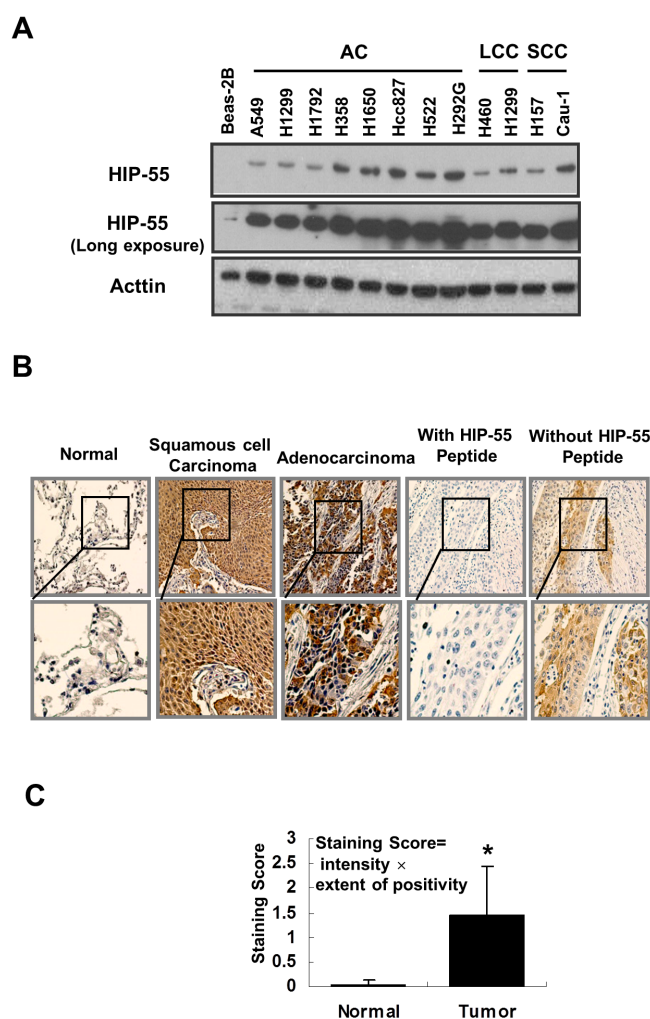 A
AC LCC SCC
Beas-2B A549 H1299 H1792 H358 H1650 Hcc827 H522 H292G H460 H1299 H157 Cau-1
HIP-55
HIP-55
(Long exposure)
Acttin
B
Normal
Squamous cell
Carcinoma
Adenocarcinoma
With HIP-55
Peptide
Without HIP-55
Peptide
C
Staining Score
3
2.5
2
1.5
1
0.5
0
Staining Score=
intensity ×
extent of positivity
*
Normal Tumor